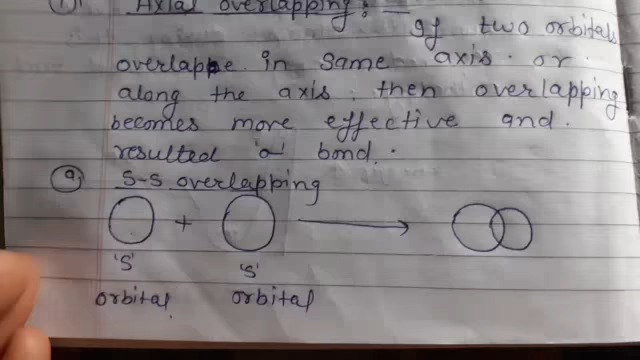 1). Axial overlapping :-
If two orbitals
overlappe in same axis or
along the axis, then overlapping
becomes more effective and
resulted 'σ' bond.
a) S-S overlapping
+
'S' 'S'
orbital orbital